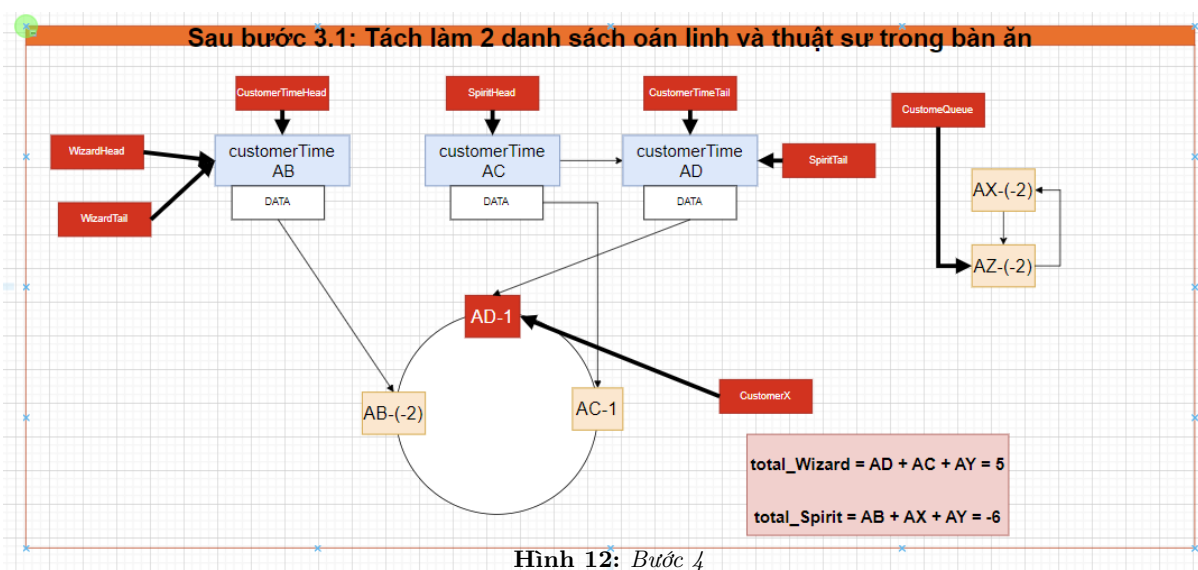 Sau bước 3.1: Tách làm 2 danh sách oán linh và thuật sư trong bàn ăn
CustomerTimeHead
SpiritHead
CustomerTimeTail
CustomeQueue
WizardHead
customerTime
AB
customerTime
AC
customerTime
AD
SpiritTail
DATA
DATA
DATA
WizardTail
AX-(-2)
AZ-(-2)
AD-1
AB-(-2)
AC-1
CustomerX
total_Wizard = AD + AC + AY = 5
total_Spirit = AB + AX + AY = -6
Hình 12: Bước 4